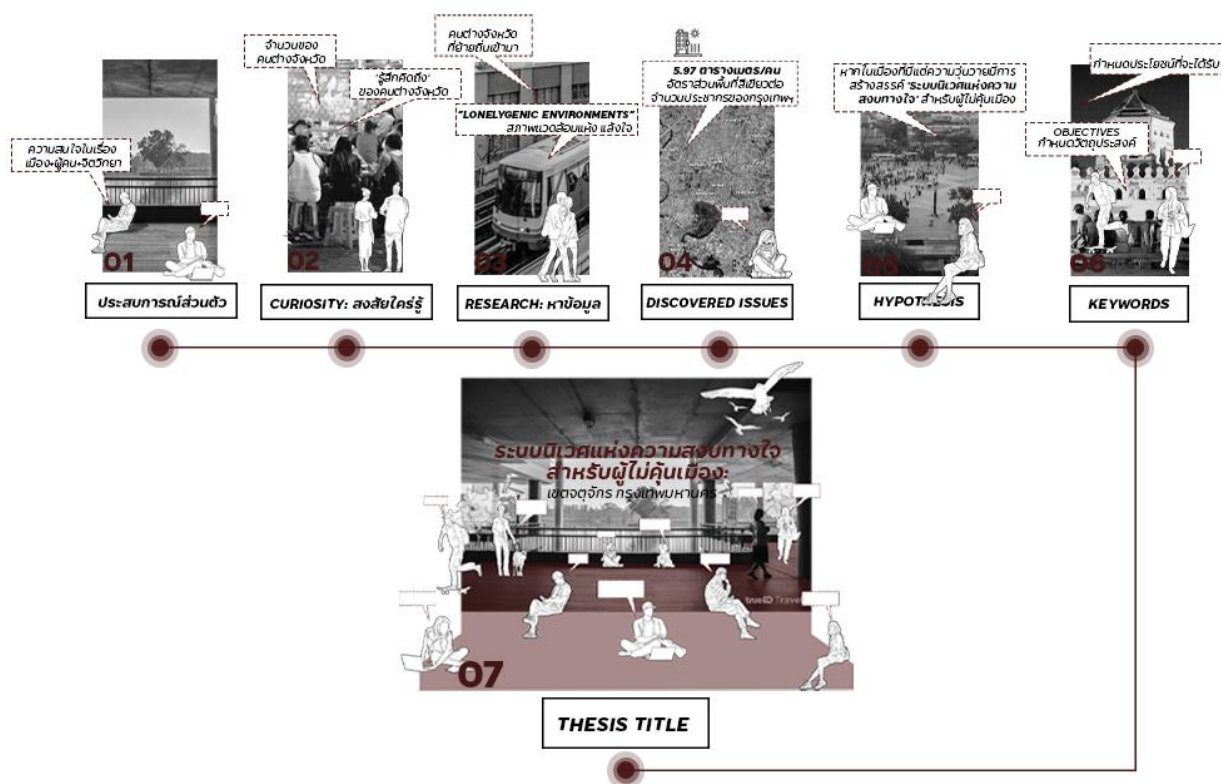 ความสนใจในเรื่อง
เมือง+ผู้คน+จิตวิทยา
01
ประสบการณ์ส่วนตัว
จำนวนของ
คนต่างจังหวัด
'รู้สึกคิดถึง'
ของคนต่างจังหวัด
02
CURIOSITY: สงสัยใคร่รู้
คนต่างจังหวัด
ที่ย้ายถิ่นเข้ามา
"LONELYGENIC ENVIRONMENTS"
สภาพแวดล้อมแห่ง แล้งใจ
03
RESEARCH: หาข้อมูล
5.97 ตารางเมตร/คน
อัตราส่วนพื้นที่สีเขียวต่อ
จำนวนประชากรของกรุงเทพฯ
04
DISCOVERED ISSUES
หากในเมืองที่มีแต่ความวุ่นวายมีการ
สร้างสรรค์ 'ระบบนิเวศแห่งความ
สงบทางใจ' สำหรับผู้ไม่คุ้นเมือง
05
HYPOTHESIS
กำหนดประโยชน์ที่จะได้รับ
OBJECTIVES
กำหนดวัตถุประสงค์
06
KEYWORDS
ระบบนิเวศแห่งความสงบทางใจ
สำหรับผู้ไม่คุ้นเมือง:
เขตจตุจักร กรุงเทพมหานคร
trueID Travel
07
THESIS TITLE